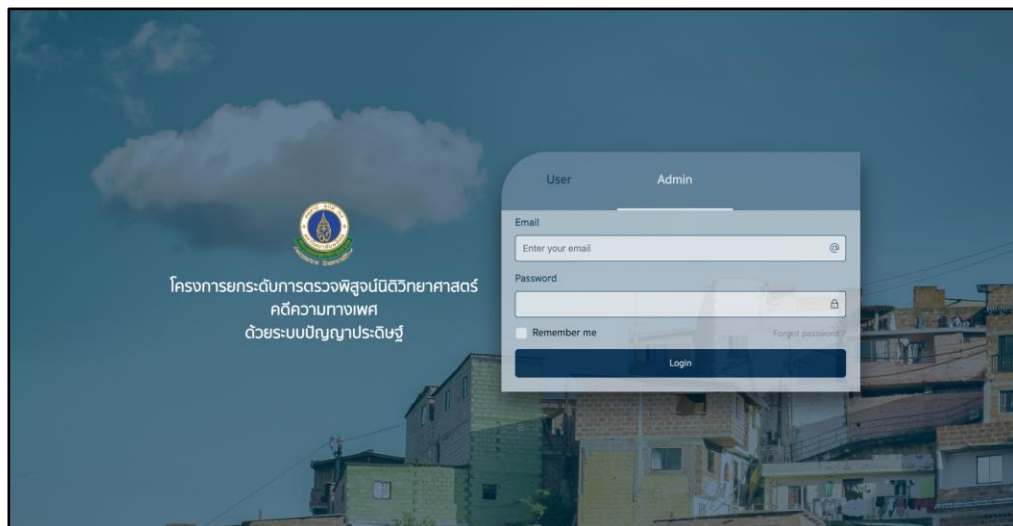 โครงการยกระดับการตรวจพิสูจน์นิติวิทยาศาสตร์
คดีความทางเพศ
ด้วยระบบปัญญาประดิษฐ์
User Admin
Email
Enter your email @
Password
Remember me Forgot password?
Login